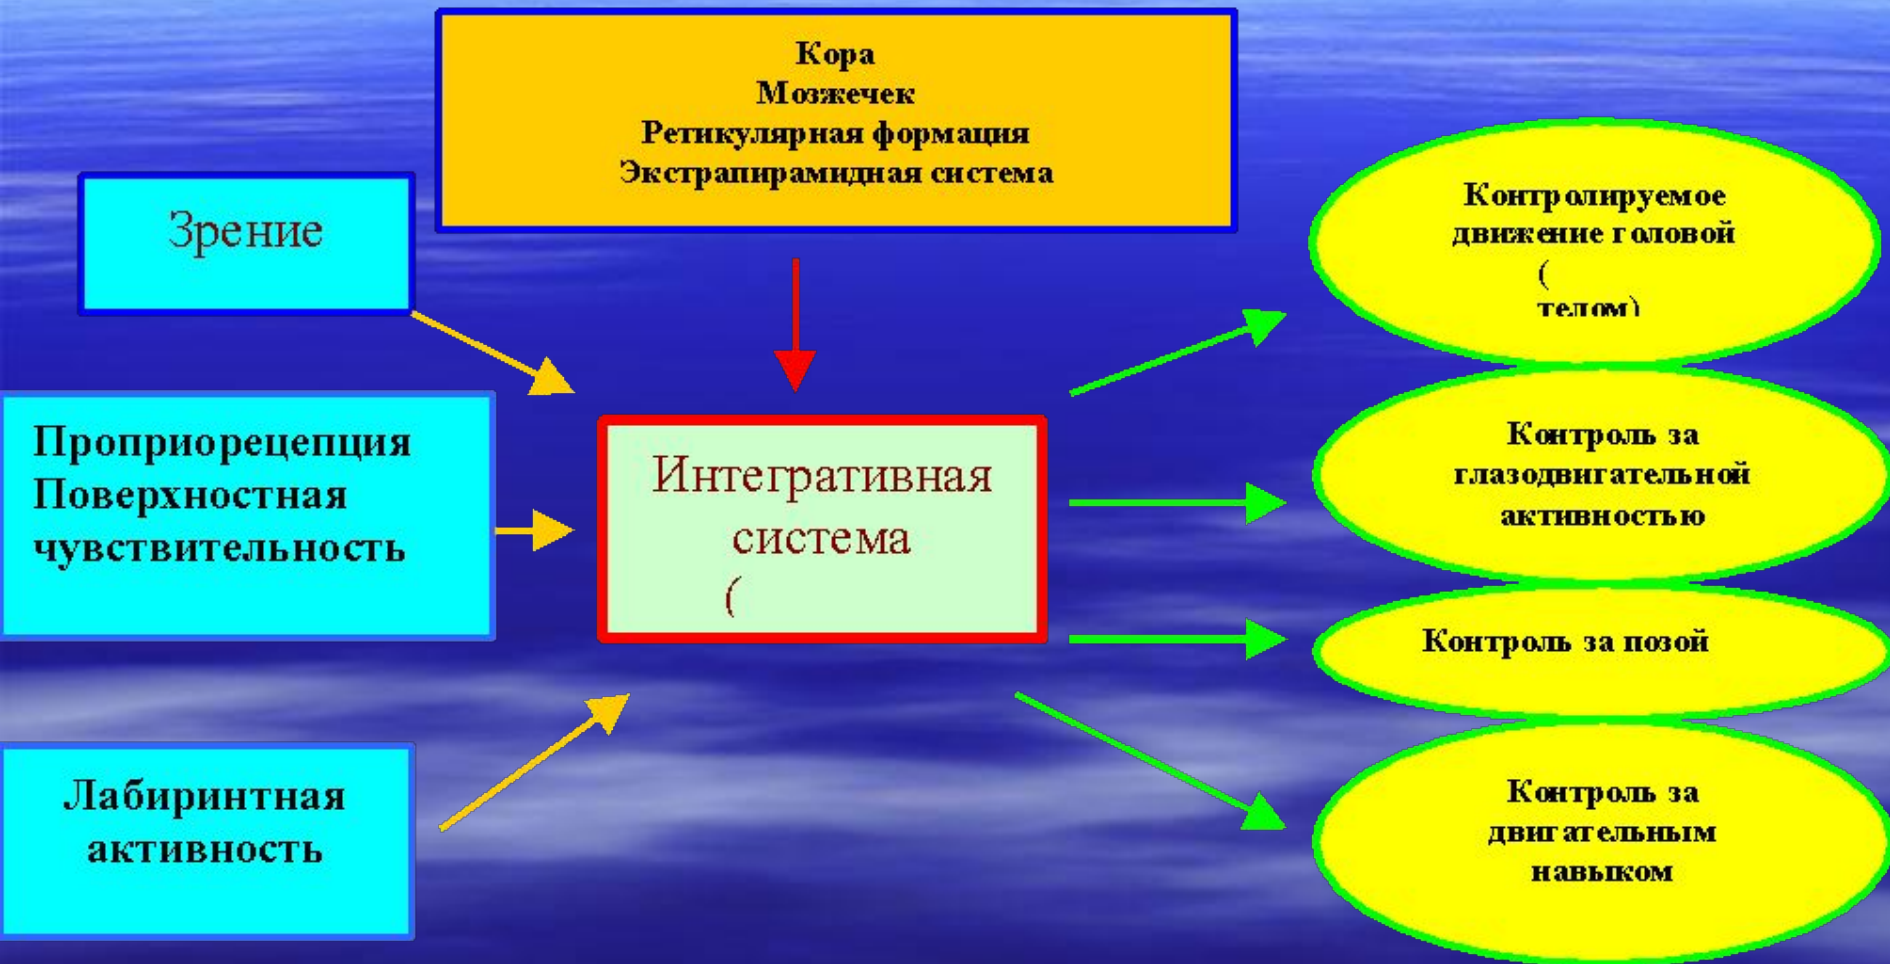 Кора
Мозжечек
Ретикулярная формация
Экстрапирамидная система
Зрение
Проприорецепция
Поверхностная
чувствительность
Лабиринтная
активность
Интегративная
система
(
Контролируемое
движение головой
(
телом)
Контроль за
глазодвигательной
активностью
Контроль за позой
Контроль за
двигательным
навыком